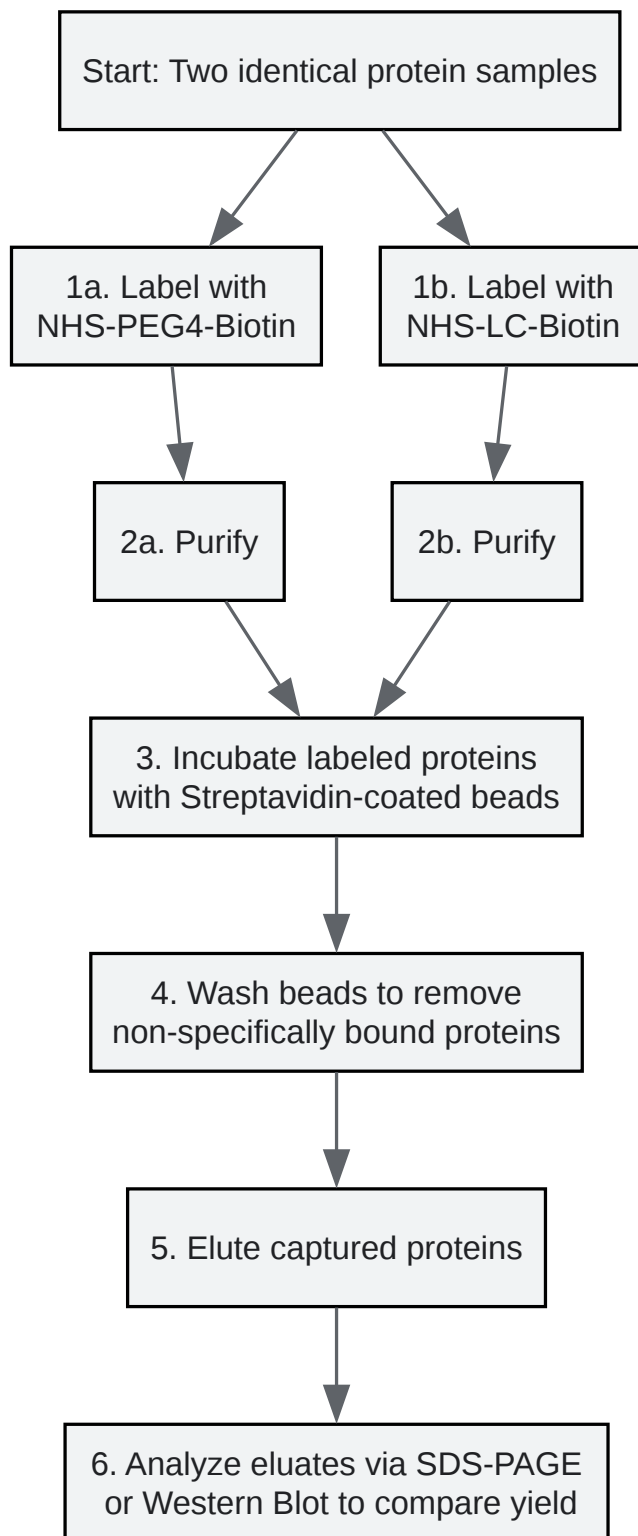 Start: Two identical protein samples
1a. Label with
NHS-PEG4-Biotin
1b. Label with
NHS-LC-Biotin
2a. Purify
2b. Purify
3. Incubate labeled proteins
with Streptavidin-coated beads
4. Wash beads to remove
non-specifically bound proteins
5. Elute captured proteins
6. Analyze eluates via SDS-PAGE
or Western Blot to compare yield